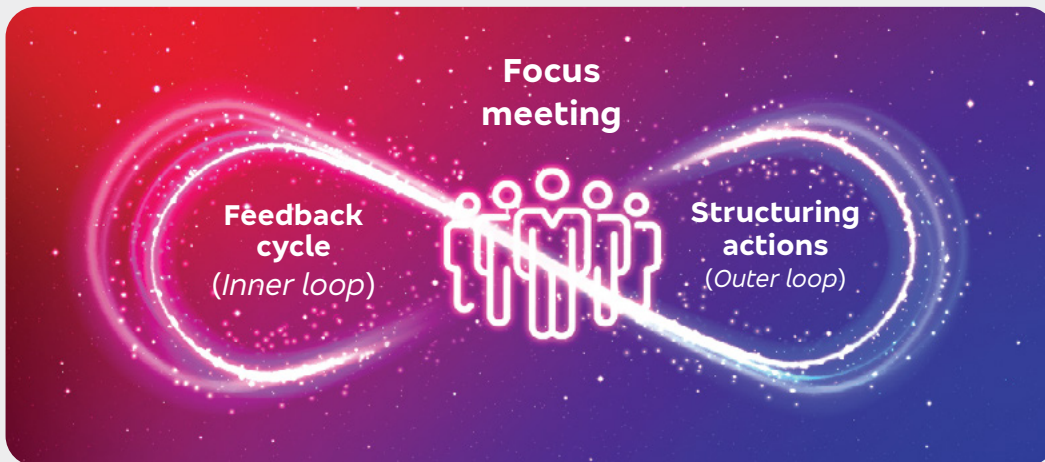 Focus
meeting
Feedback
cycle
(Inner loop)
Structuring
actions
(Outer loop)